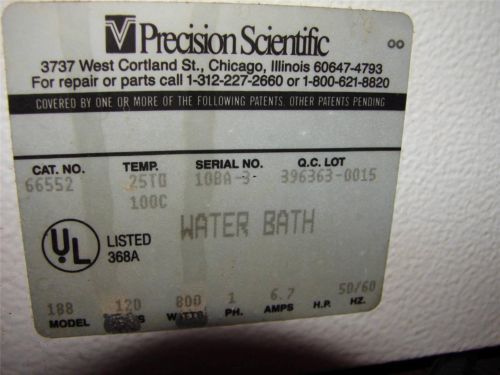 Precision Scientific
3737 West Cortland St., Chicago, Illinois 60647-4793
For repair or parts call 1-312-227-2660 or 1-800-621-8820
COVERED BY ONE OR MORE OF THE FOLLOWING PATENTS, OTHER PATENTS PENDING
CAT. NO. TEMP. SERIAL NO. Q.C. LOT
66552 25TO 10BA-3 396363-0015
100C
WATER BATH
UL LISTED
368A
188 120 800 1 6.7 50/60
MODEL WATTS PH. AMPS H.P. HZ.